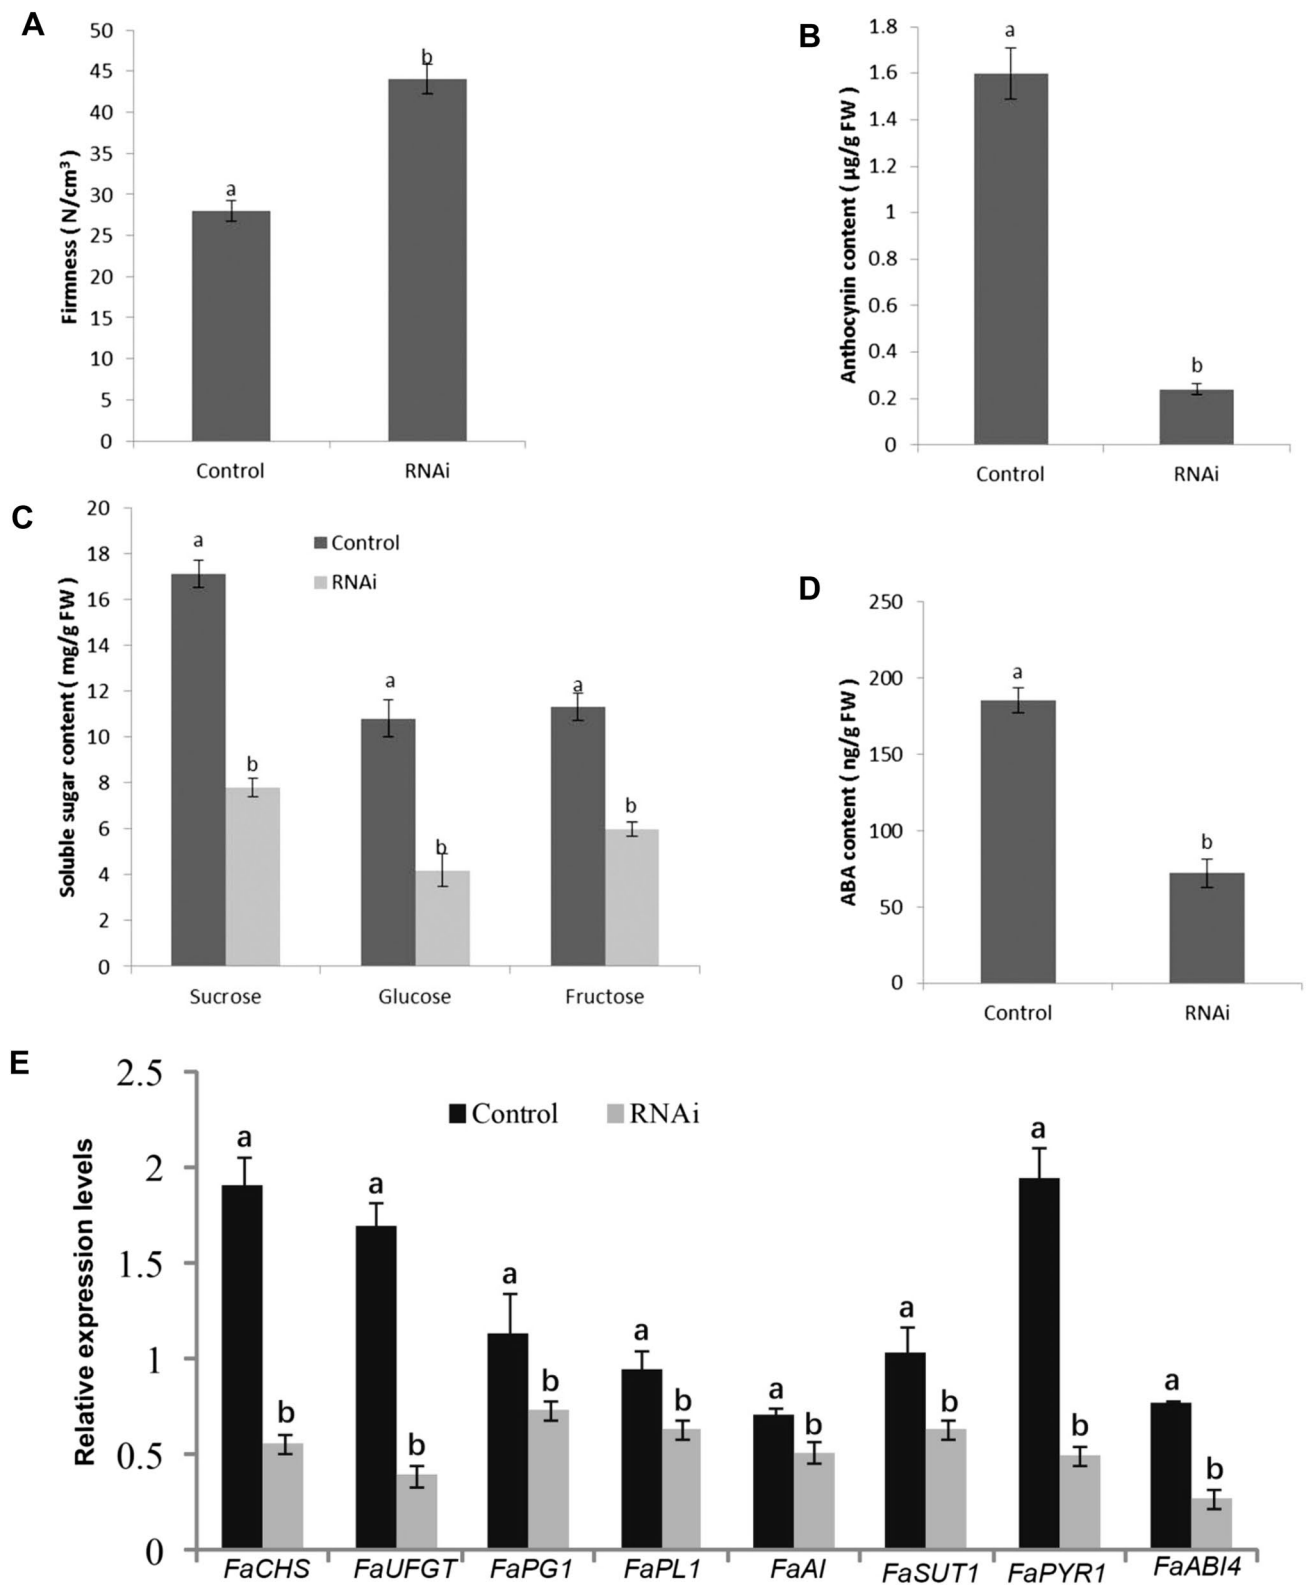 A
50
45
40
35
30
25
20
15
10
5
0
Firmness ( N/cm³ )
a
b
Control RNAi
B
1.8
1.6
1.4
1.2
1
0.8
0.6
0.4
0.2
0
Anthocynin content ( μg/g FW )
a
b
Control RNAi
C
20
18
16
14
12
10
8
6
4
2
0
Soluble sugar content ( mg/g FW )
Control
RNAi
a
b
a
b
a
b
Sucrose Glucose Fructose
D
250
200
150
100
50
0
ABA content ( ng/g FW )
a
b
Control RNAi
E
2.5
2
1.5
1
0.5
0
Relative expression levels
Control RNAi
a
b
a
b
a
b
a
b
a
b
a
b
a
b
a
b
FaCHS FaUFGT FaPG1 FaPL1 FaAI FaSUT1 FaPYR1 FaABI4